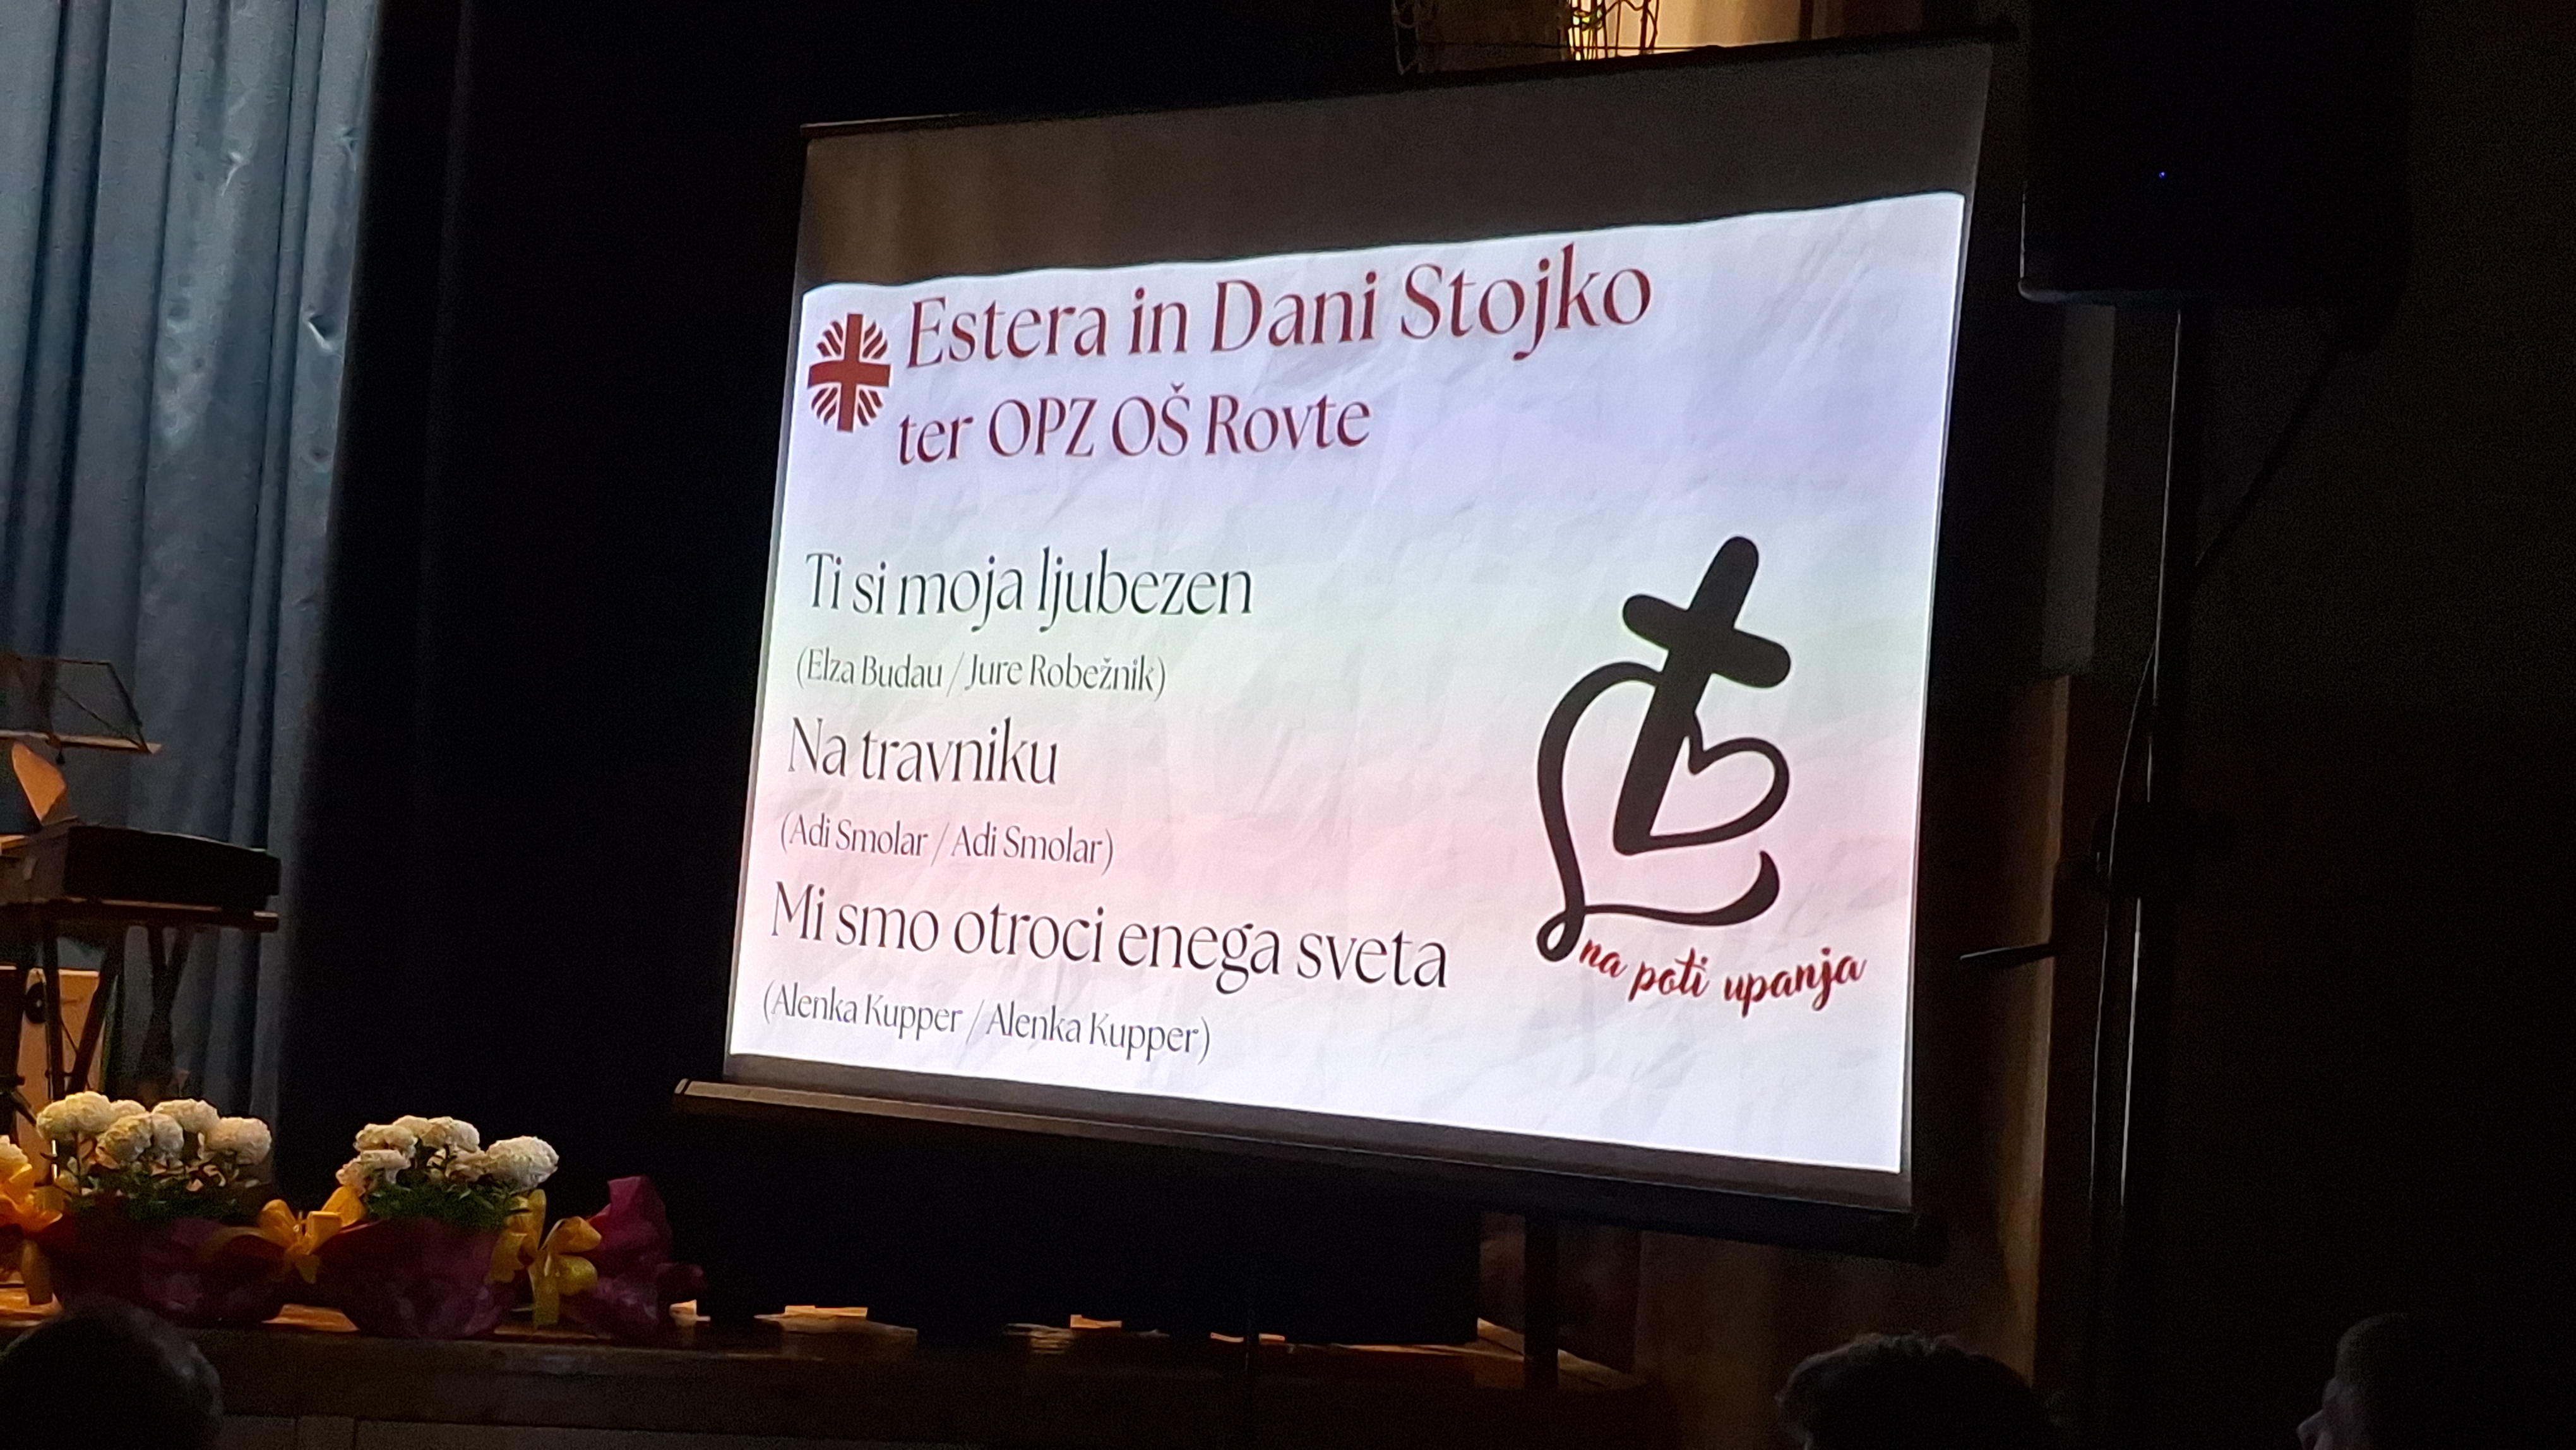 Estera in Dani Stojko
ter OPZ OŠ Rovte
Ti si moja ljubezen
(Elza Budau / Jure Robežnik)
Na travniku
(Adi Smolar / Adi Smolar)
Mi smo otroci enega sveta
(Alenka Kupper / Alenka Kupper)
na poti upanja